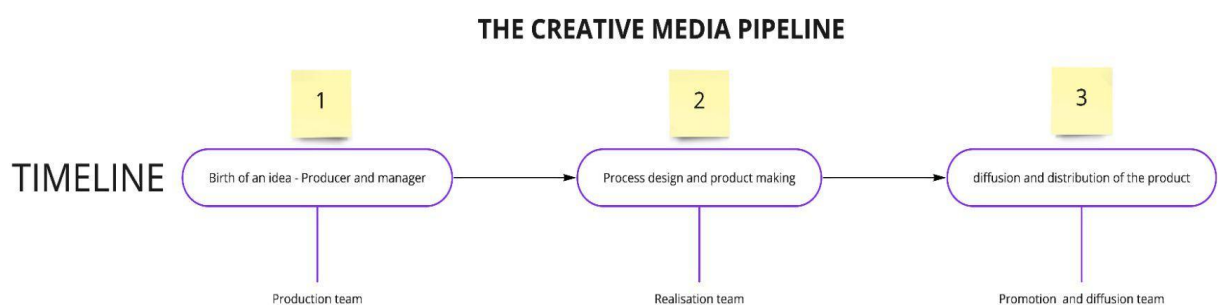 THE CREATIVE MEDIA PIPELINE
1
2
3
TIMELINE
Birth of an idea - Producer and manager
Process design and product making
diffusion and distribution of the product
Production team
Realisation team
Promotion and diffusion team